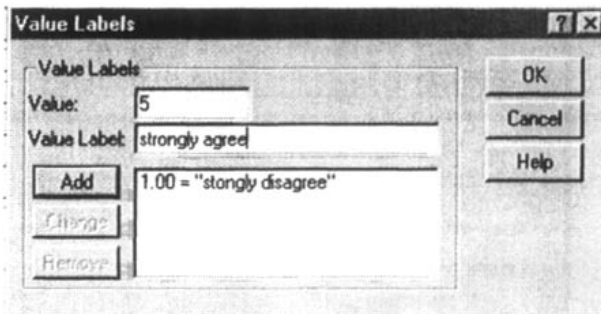 Value Labels
Value Labels
Value: 5
Value Label: strongly agree
OK
Cancel
Help
Add
Change
Remove
1.00 = "stongly disagree"